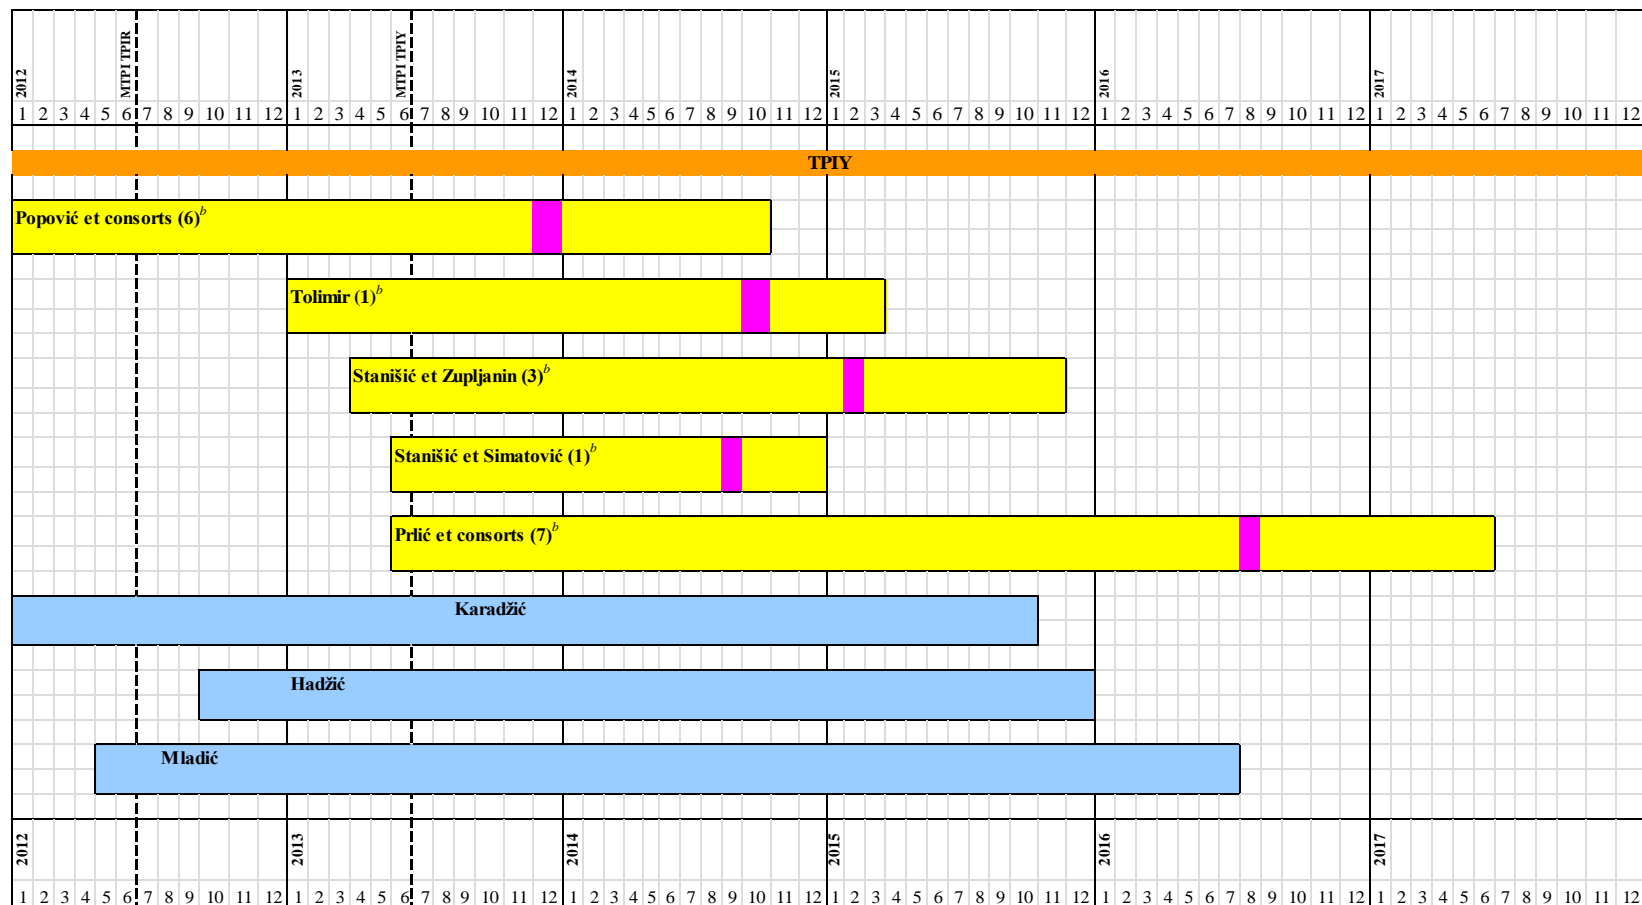 2012 MTPI TPIR 2013 MTPI TPIY 2014 2015 2016 2017
1 2 3 4 5 6 7 8 9 10 11 12 1 2 3 4 5 6 7 8 9 10 11 12 1 2 3 4 5 6 7 8 9 10 11 12 1 2 3 4 5 6 7 8 9 10 11 12 1 2 3 4 5 6 7 8 9 10 11 12 1 2 3 4 5 6 7 8 9 10 11 12
TPIY
Popović et consorts (6)b
Tolimir (1)b
Stanišić et Zupljanin (3)b
Stanišić et Simatović (1)b
Prlić et consorts (7)b
Karadžić
Hadžić
Mladić
2012 2013 2014 2015 2016 2017
1 2 3 4 5 6 7 8 9 10 11 12 1 2 3 4 5 6 7 8 9 10 11 12 1 2 3 4 5 6 7 8 9 10 11 12 1 2 3 4 5 6 7 8 9 10 11 12 1 2 3 4 5 6 7 8 9 10 11 12 1 2 3 4 5 6 7 8 9 10 11 12